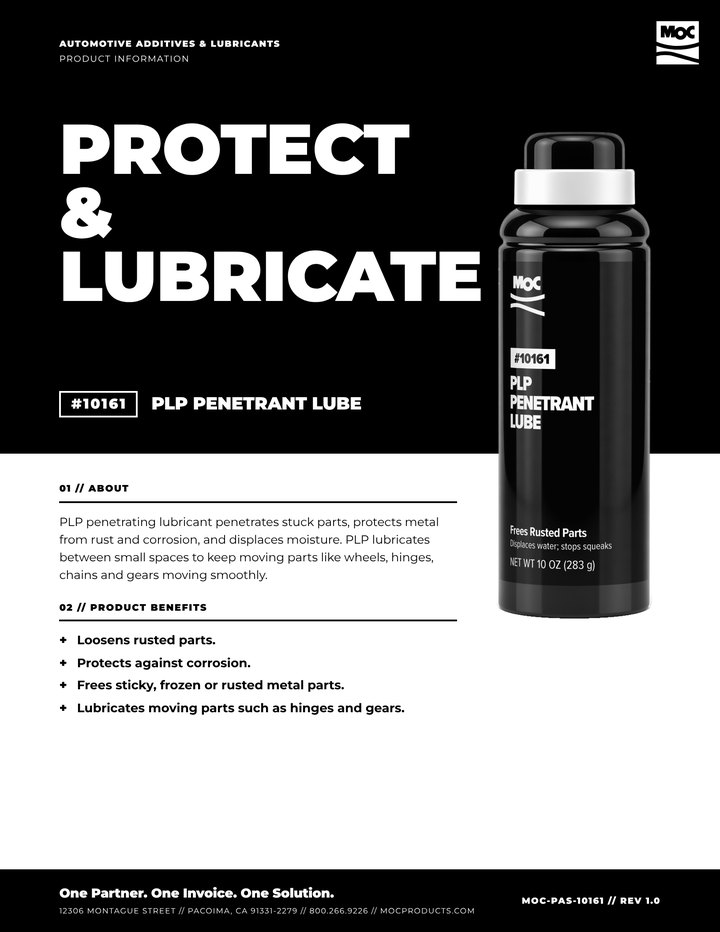 AUTOMOTIVE ADDITIVES & LUBRICANTS
PRODUCT INFORMATION
MOC
PROTECT
&
LUBRICATE
#10161 PLP PENETRANT LUBE
MOC
#10161
PLP
PENETRANT
LUBE
Frees Rusted Parts
Displaces water; stops squeaks
NET WT 10 OZ (283 g)
01 // ABOUT
PLP penetrating lubricant penetrates stuck parts, protects metal
from rust and corrosion, and displaces moisture. PLP lubricates
between small spaces to keep moving parts like wheels, hinges,
chains and gears moving smoothly.
02 // PRODUCT BENEFITS
+ Loosens rusted parts.
+ Protects against corrosion.
+ Frees sticky, frozen or rusted metal parts.
+ Lubricates moving parts such as hinges and gears.
One Partner. One Invoice. One Solution.
12306 MONTAGUE STREET // PACOIMA, CA 91331-2279 // 800.266.9226 // MOCPRODUCTS.COM
MOC-PAS-10161 // REV 1.0